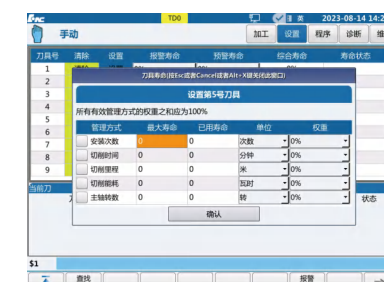 HNC TD0 英 2023-08-14 14:2
手动 加工 设置 程序 诊断 维
刀具号 清除 设置 报警寿命 预警寿命 综合寿命 寿命状态
1
2
3
4
5
6
7
8
9
刀具寿命(按Esc或者Concel或者Alt+X键关闭此窗口)
设置第5号刀具
所有有效管理方式的权重之和应为100%
管理方式 最大寿命 已用寿命 单位 权重
安装次数 0 0 次数 0%
切削时间 0 0 分钟 0%
切削里程 0 0 米 0%
切削能耗 0 0 瓦时 0%
主轴转数 0 0 转 0%
确认
当前刀
状态
$1
查找 报警